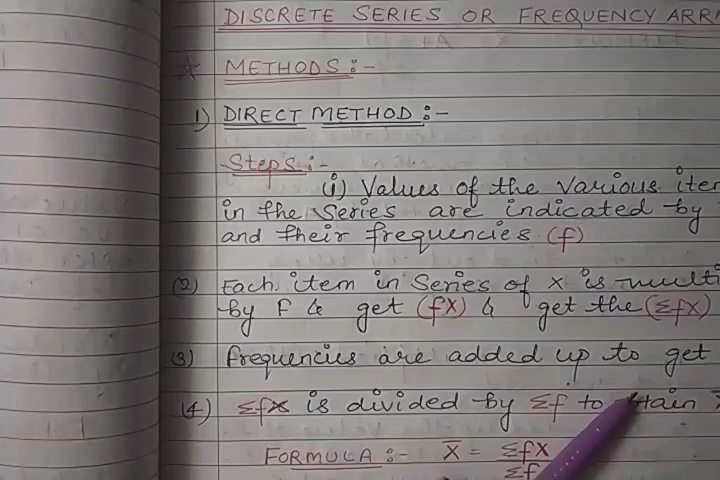 DISCRETE SERIES OR FREQUENCY ARR
METHODS :-
1) DIRECT METHOD :-
Steps :-
(i) Values of the various ite
in the series are indicated by
and their frequencies (f)
(2) Each item in series of X is multi
by F & get (fX) & get the (Σfx)
(3) frequencies are added up to get
(4) Σfx is divided by Σf to
FORMULA :- X̄ = ΣfX
Σf